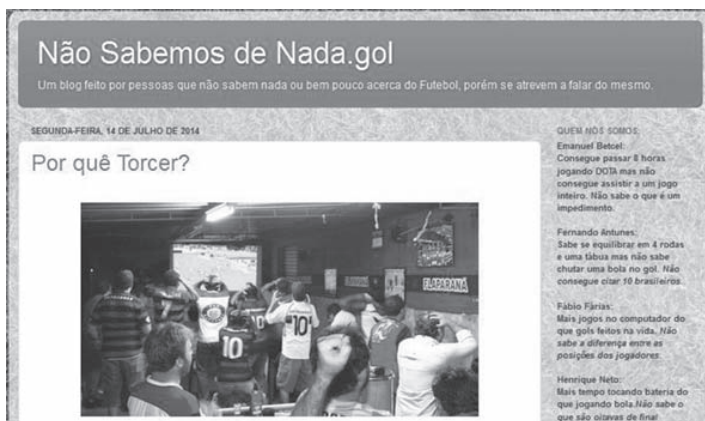 Não Sabemos de Nada.gol
Um blog feito por pessoas que não sabem nada ou bem pouco acerca do Futebol, porém se atrevem a falar do mesmo.
SEGUNDA-FEIRA, 14 DE JULHO DE 2014
Por quê Torcer?
10
10
QUEM NÓS SOMOS:
Emanuel Betcel:
Consegue passar 8 horas
jogando DOTA mas não
consegue assistir a um jogo
inteiro. Não sabe o que é um
impedimento.
Fernando Antunes:
Sabe se equilibrar em 4 rodas
e uma tábua mas não sabe
chutar uma bola no gol. Não
consegue citar 10 brasileiros.
Fábio Farias:
Mais jogos no computador do
que gols feitos na vida. Não
sabe a diferença entre as
posições dos jogadores.
Henrique Neto:
Mais tempo tocando bateria do
que jogando bola.Não sabe o
que são oitavas de final